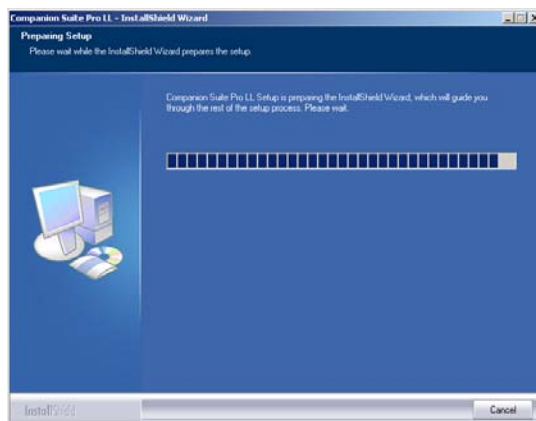 Companion Suite Pro LL - InstallShield Wizard
Preparing Setup
Please wait while the InstallShield Wizard prepares the setup.
Companion Suite Pro LL Setup is preparing the InstallShield Wizard, which will guide you
through the rest of the setup process. Please wait.
InstallShield
Cancel